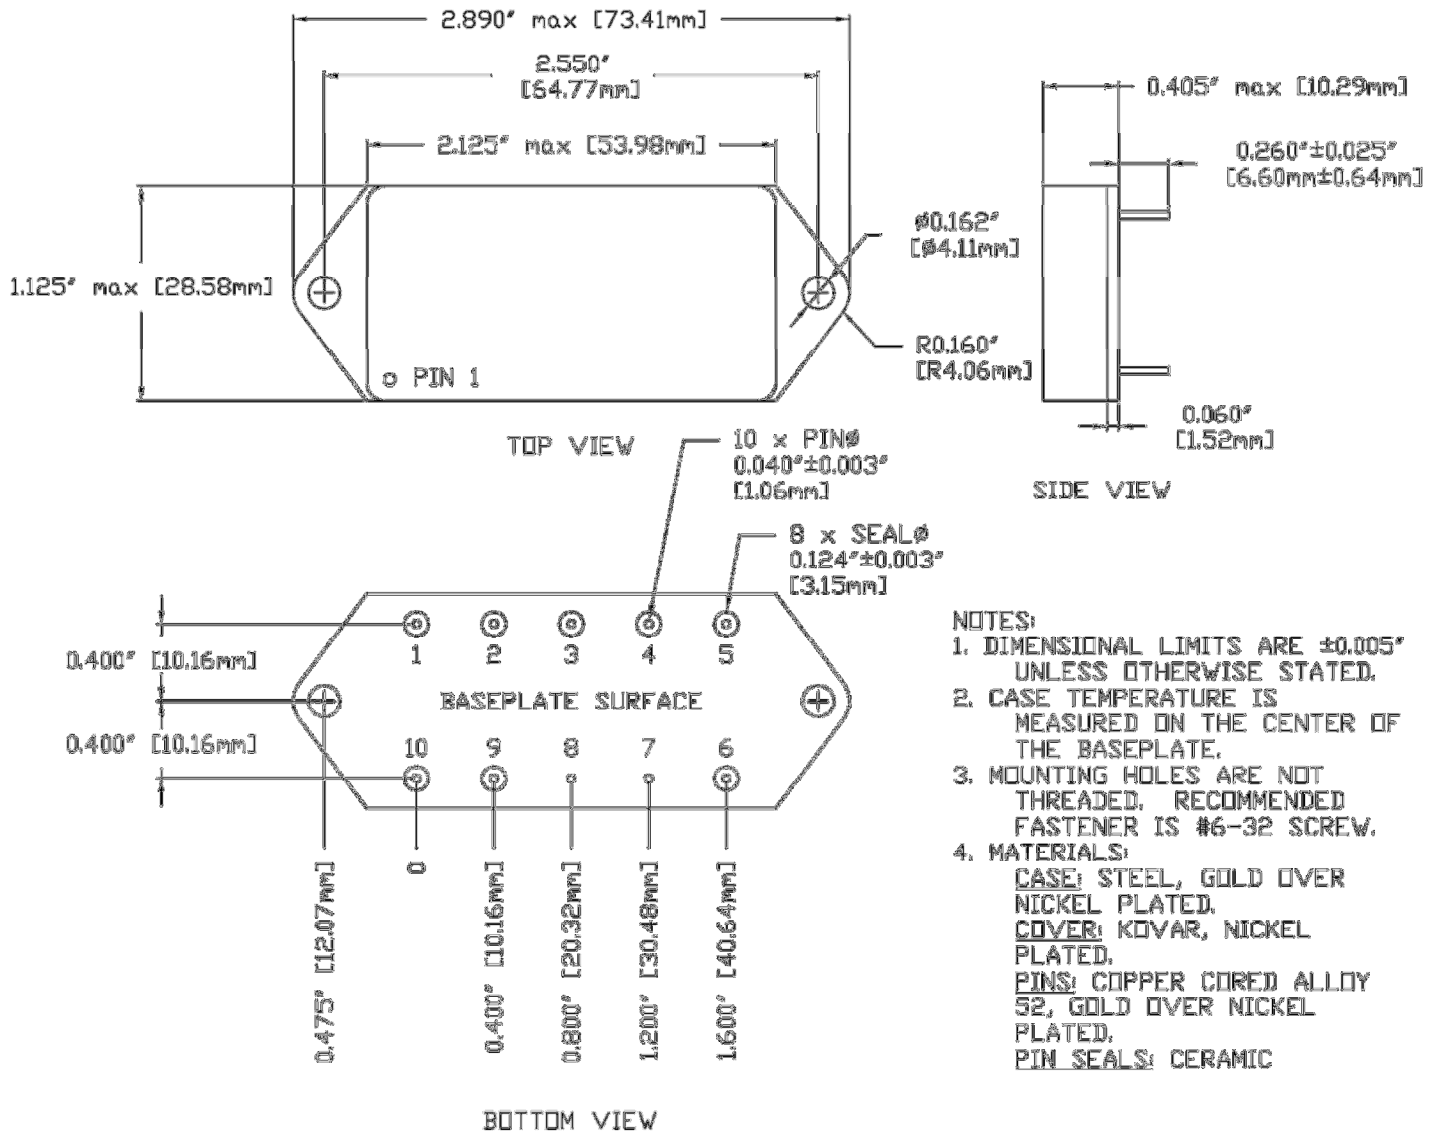 2.890″ max [73.41mm]
2.550″
[64.77mm]
2.125″ max [53.98mm]
1.125″ max [28.58mm]
Ø0.162″
[Ø4.11mm]
R0.160″
[R4.06mm]
PIN 1
TOP VIEW
0.405″ max [10.29mm]
0.260″±0.025″
[6.60mm±0.64mm]
0.060″
[1.52mm]
SIDE VIEW
10 x PINØ
0.040″±0.003″
[1.06mm]
8 x SEALØ
0.124″±0.003″
[3.15mm]
1 2 3 4 5
BASEPLATE SURFACE
10 9 8 7 6
0.400″ [10.16mm]
0.400″ [10.16mm]
0.475″ [12.07mm]
0
0.400″ [10.16mm]
0.800″ [20.32mm]
1.200″ [30.48mm]
1.600″ [40.64mm]
BOTTOM VIEW
NOTES:
1. DIMENSIONAL LIMITS ARE ±0.005″
UNLESS OTHERWISE STATED.
2. CASE TEMPERATURE IS
MEASURED ON THE CENTER OF
THE BASEPLATE.
3. MOUNTING HOLES ARE NOT
THREADED. RECOMMENDED
FASTENER IS #6-32 SCREW.
4. MATERIALS:
CASE: STEEL, GOLD OVER
NICKEL PLATED.
COVER: KOVAR, NICKEL
PLATED.
PINS: COPPER CORED ALLOY
52, GOLD OVER NICKEL
PLATED.
PIN SEALS: CERAMIC